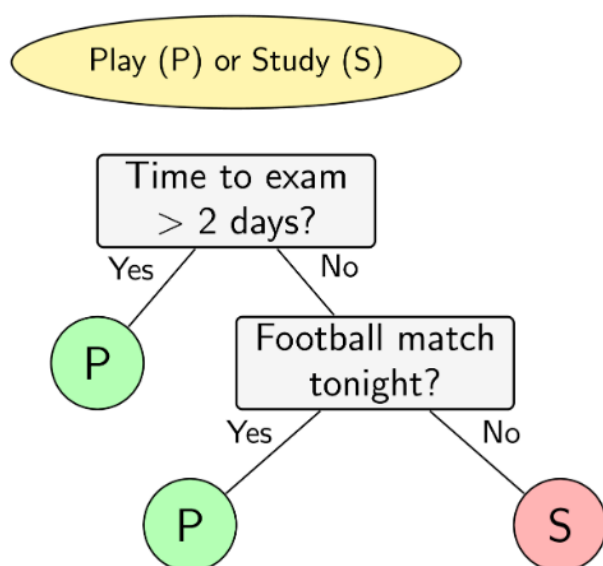 Play (P) or Study (S)
Time to exam
> 2 days?
Yes
No
P
Football match
tonight?
Yes
No
P
S